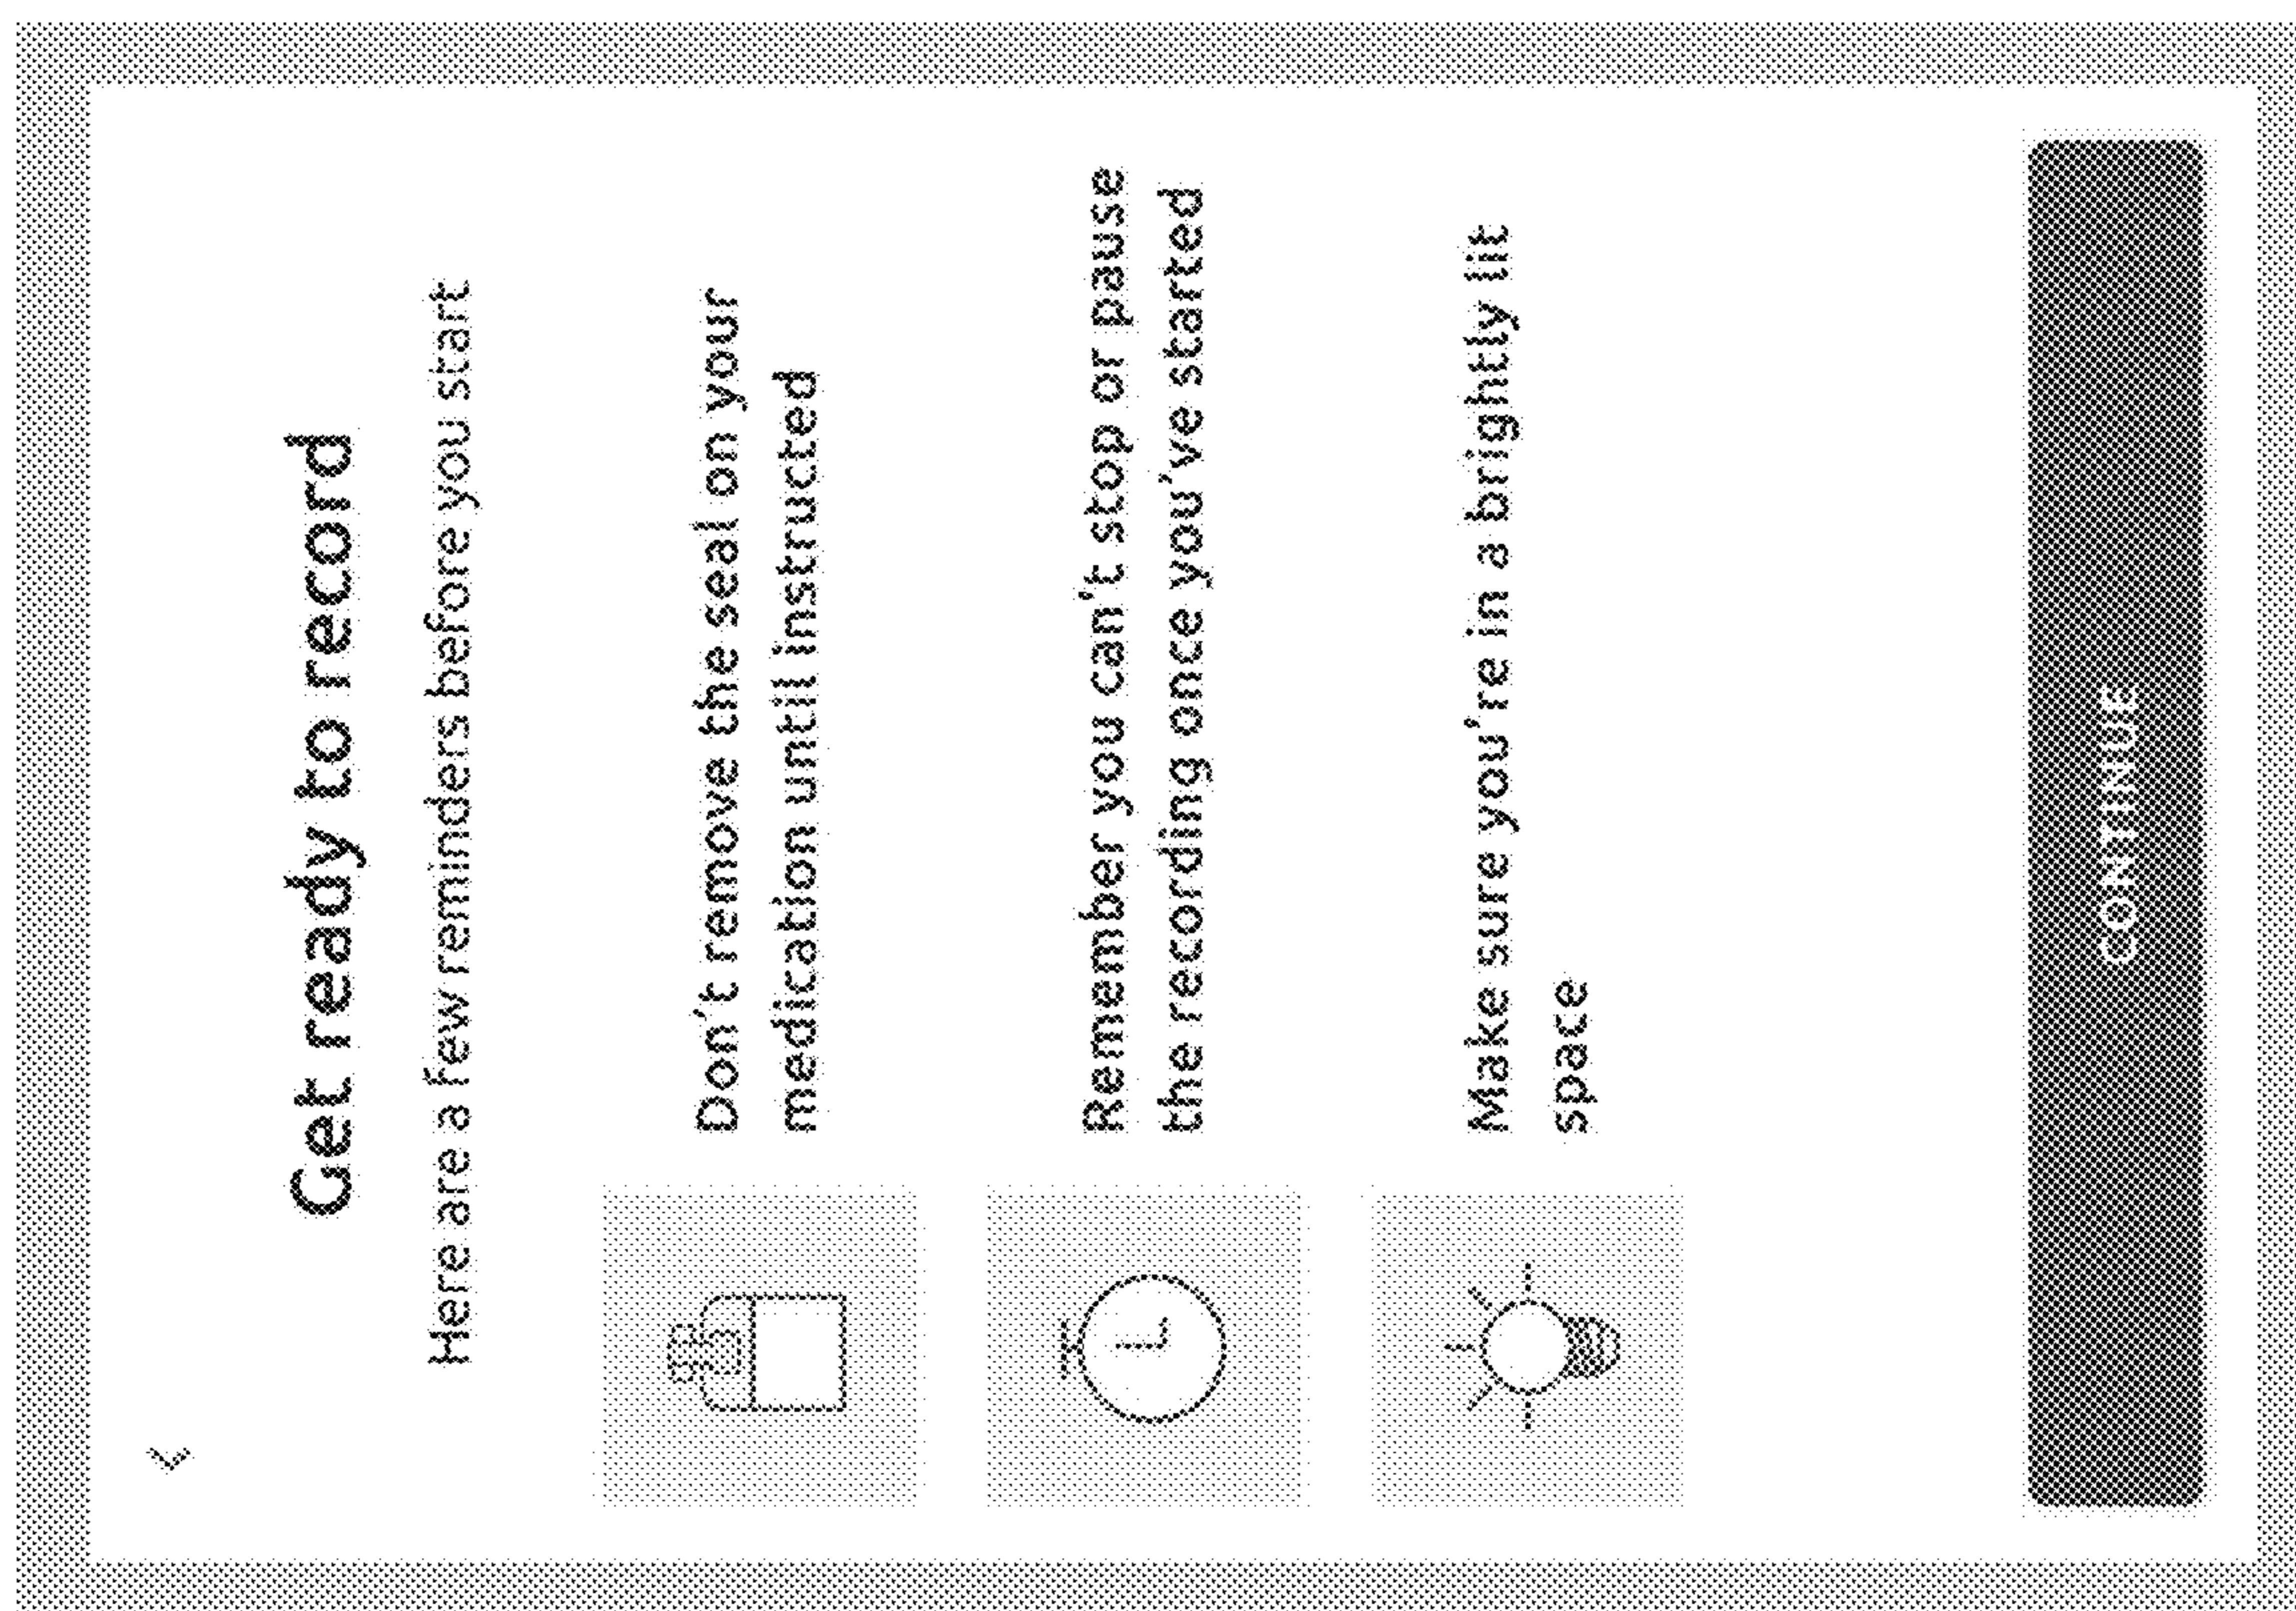 Get ready to record
Here are a few reminders before you start
Don't remove the seal on your
medication until instructed
Remember you can't stop or pause
the recording once you've started
Make sure you're in a brightly lit
space
CONTINUE